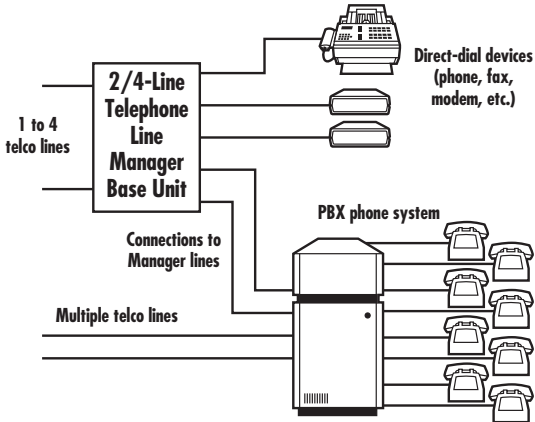 Direct-dial devices
(phone, fax,
modem, etc.)
2/4-Line
Telephone
Line
Manager
Base Unit
1 to 4
telco lines
PBX phone system
Connections to
Manager lines
Multiple telco lines